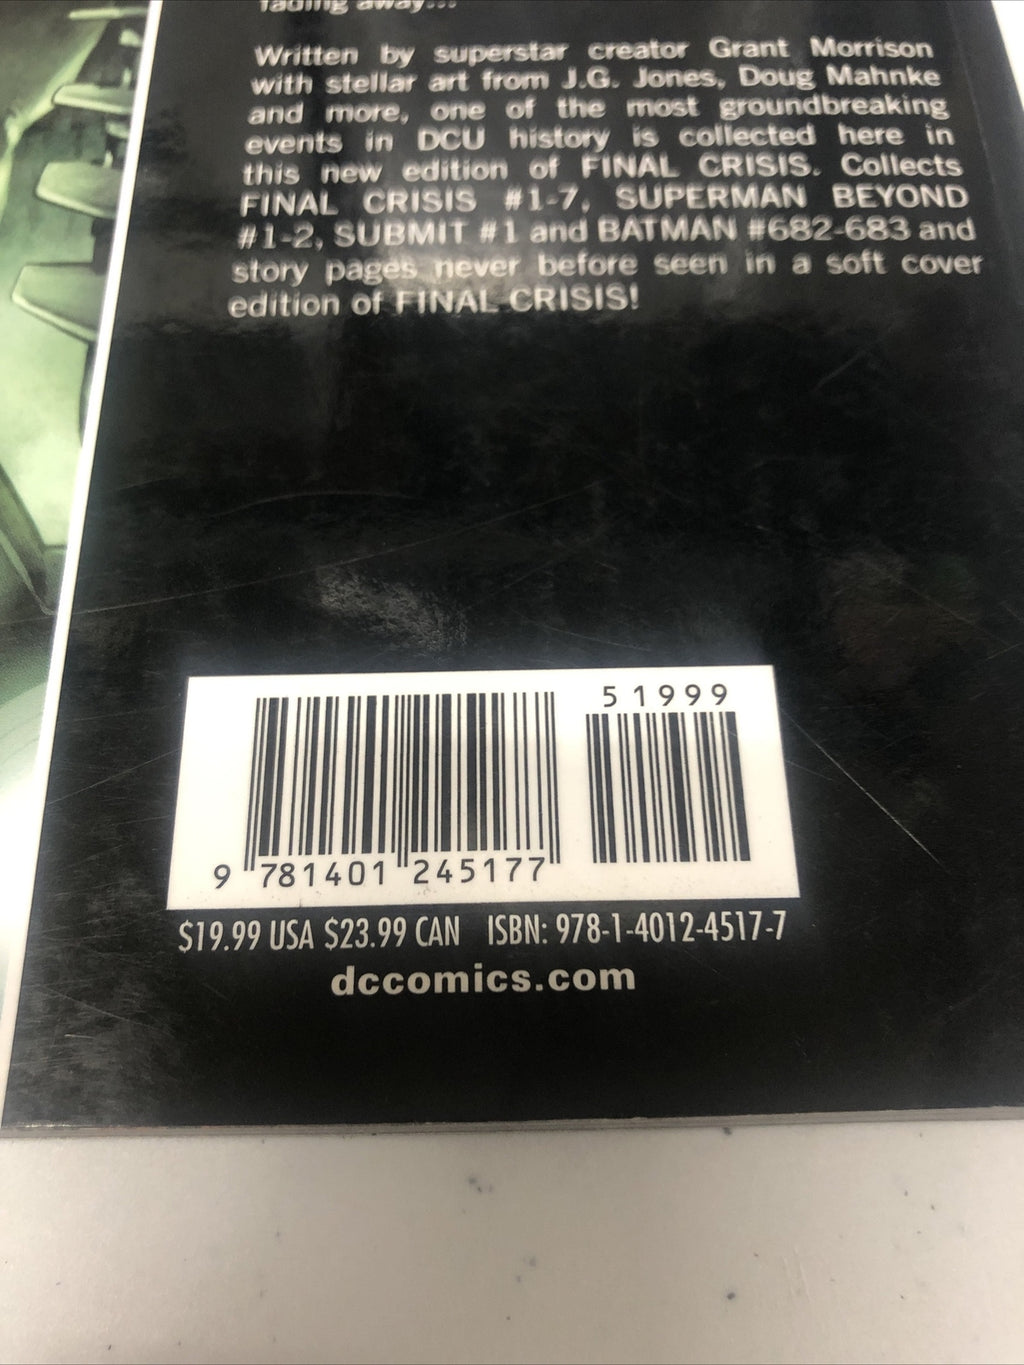 fading away...
Written by superstar creator Grant Morrison
with stellar art from J.G. Jones, Doug Mahnke
and more, one of the most groundbreaking
events in DCU history is collected here in
this new edition of FINAL CRISIS. Collects
FINAL CRISIS #1-7, SUPERMAN BEYOND
#1-2, SUBMIT #1 and BATMAN #682-683 and
story pages never before seen in a soft cover
edition of FINAL CRISIS!
51999
9 781401 245177
$19.99 USA $23.99 CAN ISBN: 978-1-4012-4517-7
dccomics.com